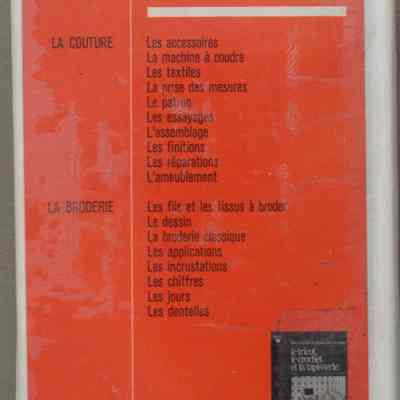 LA COUTURE Les accessoires
La machine à coudre
Les textiles
La prise des mesures
Le patron
Les essayages
L'assemblage
Les finitions
Les réparations
L'ameublement
LA BRODERIE Les fils et les tissus à broder
Le dessin
La broderie classique
Les applications
Les incrustations
Les chiffres
Les jours
Les dentelles
le tricot,
le crochet
et la tapisserie